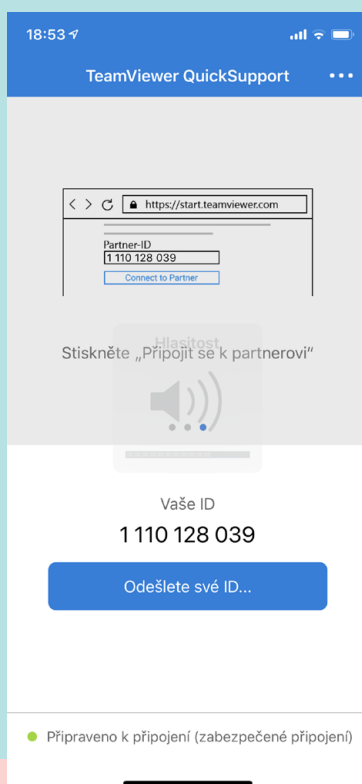 18:53
TeamViewer QuickSupport
https://start.teamviewer.com
Partner-ID
1 110 128 039
Connect to Partner
Hlasitost
Stiskněte „Připojit se k partnerovi“
Vaše ID
1 110 128 039
Odešlete své ID...
Připraveno k připojení (zabezpečené připojení)